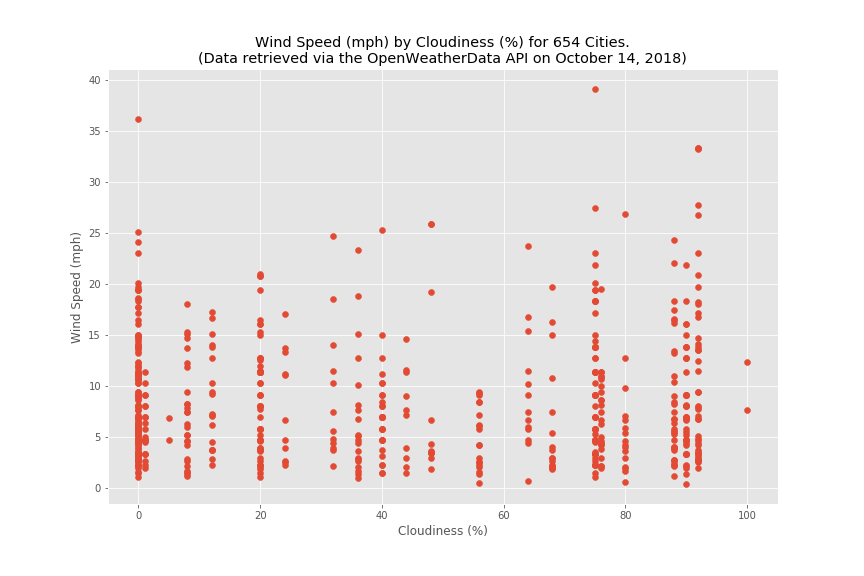 Wind Speed (mph) by Cloudiness (%) for 654 Cities.
(Data retrieved via the OpenWeatherData API on October 14, 2018)
40
35
30
25
20
15
10
5
0
Wind Speed (mph)
0 20 40 60 80 100
Cloudiness (%)